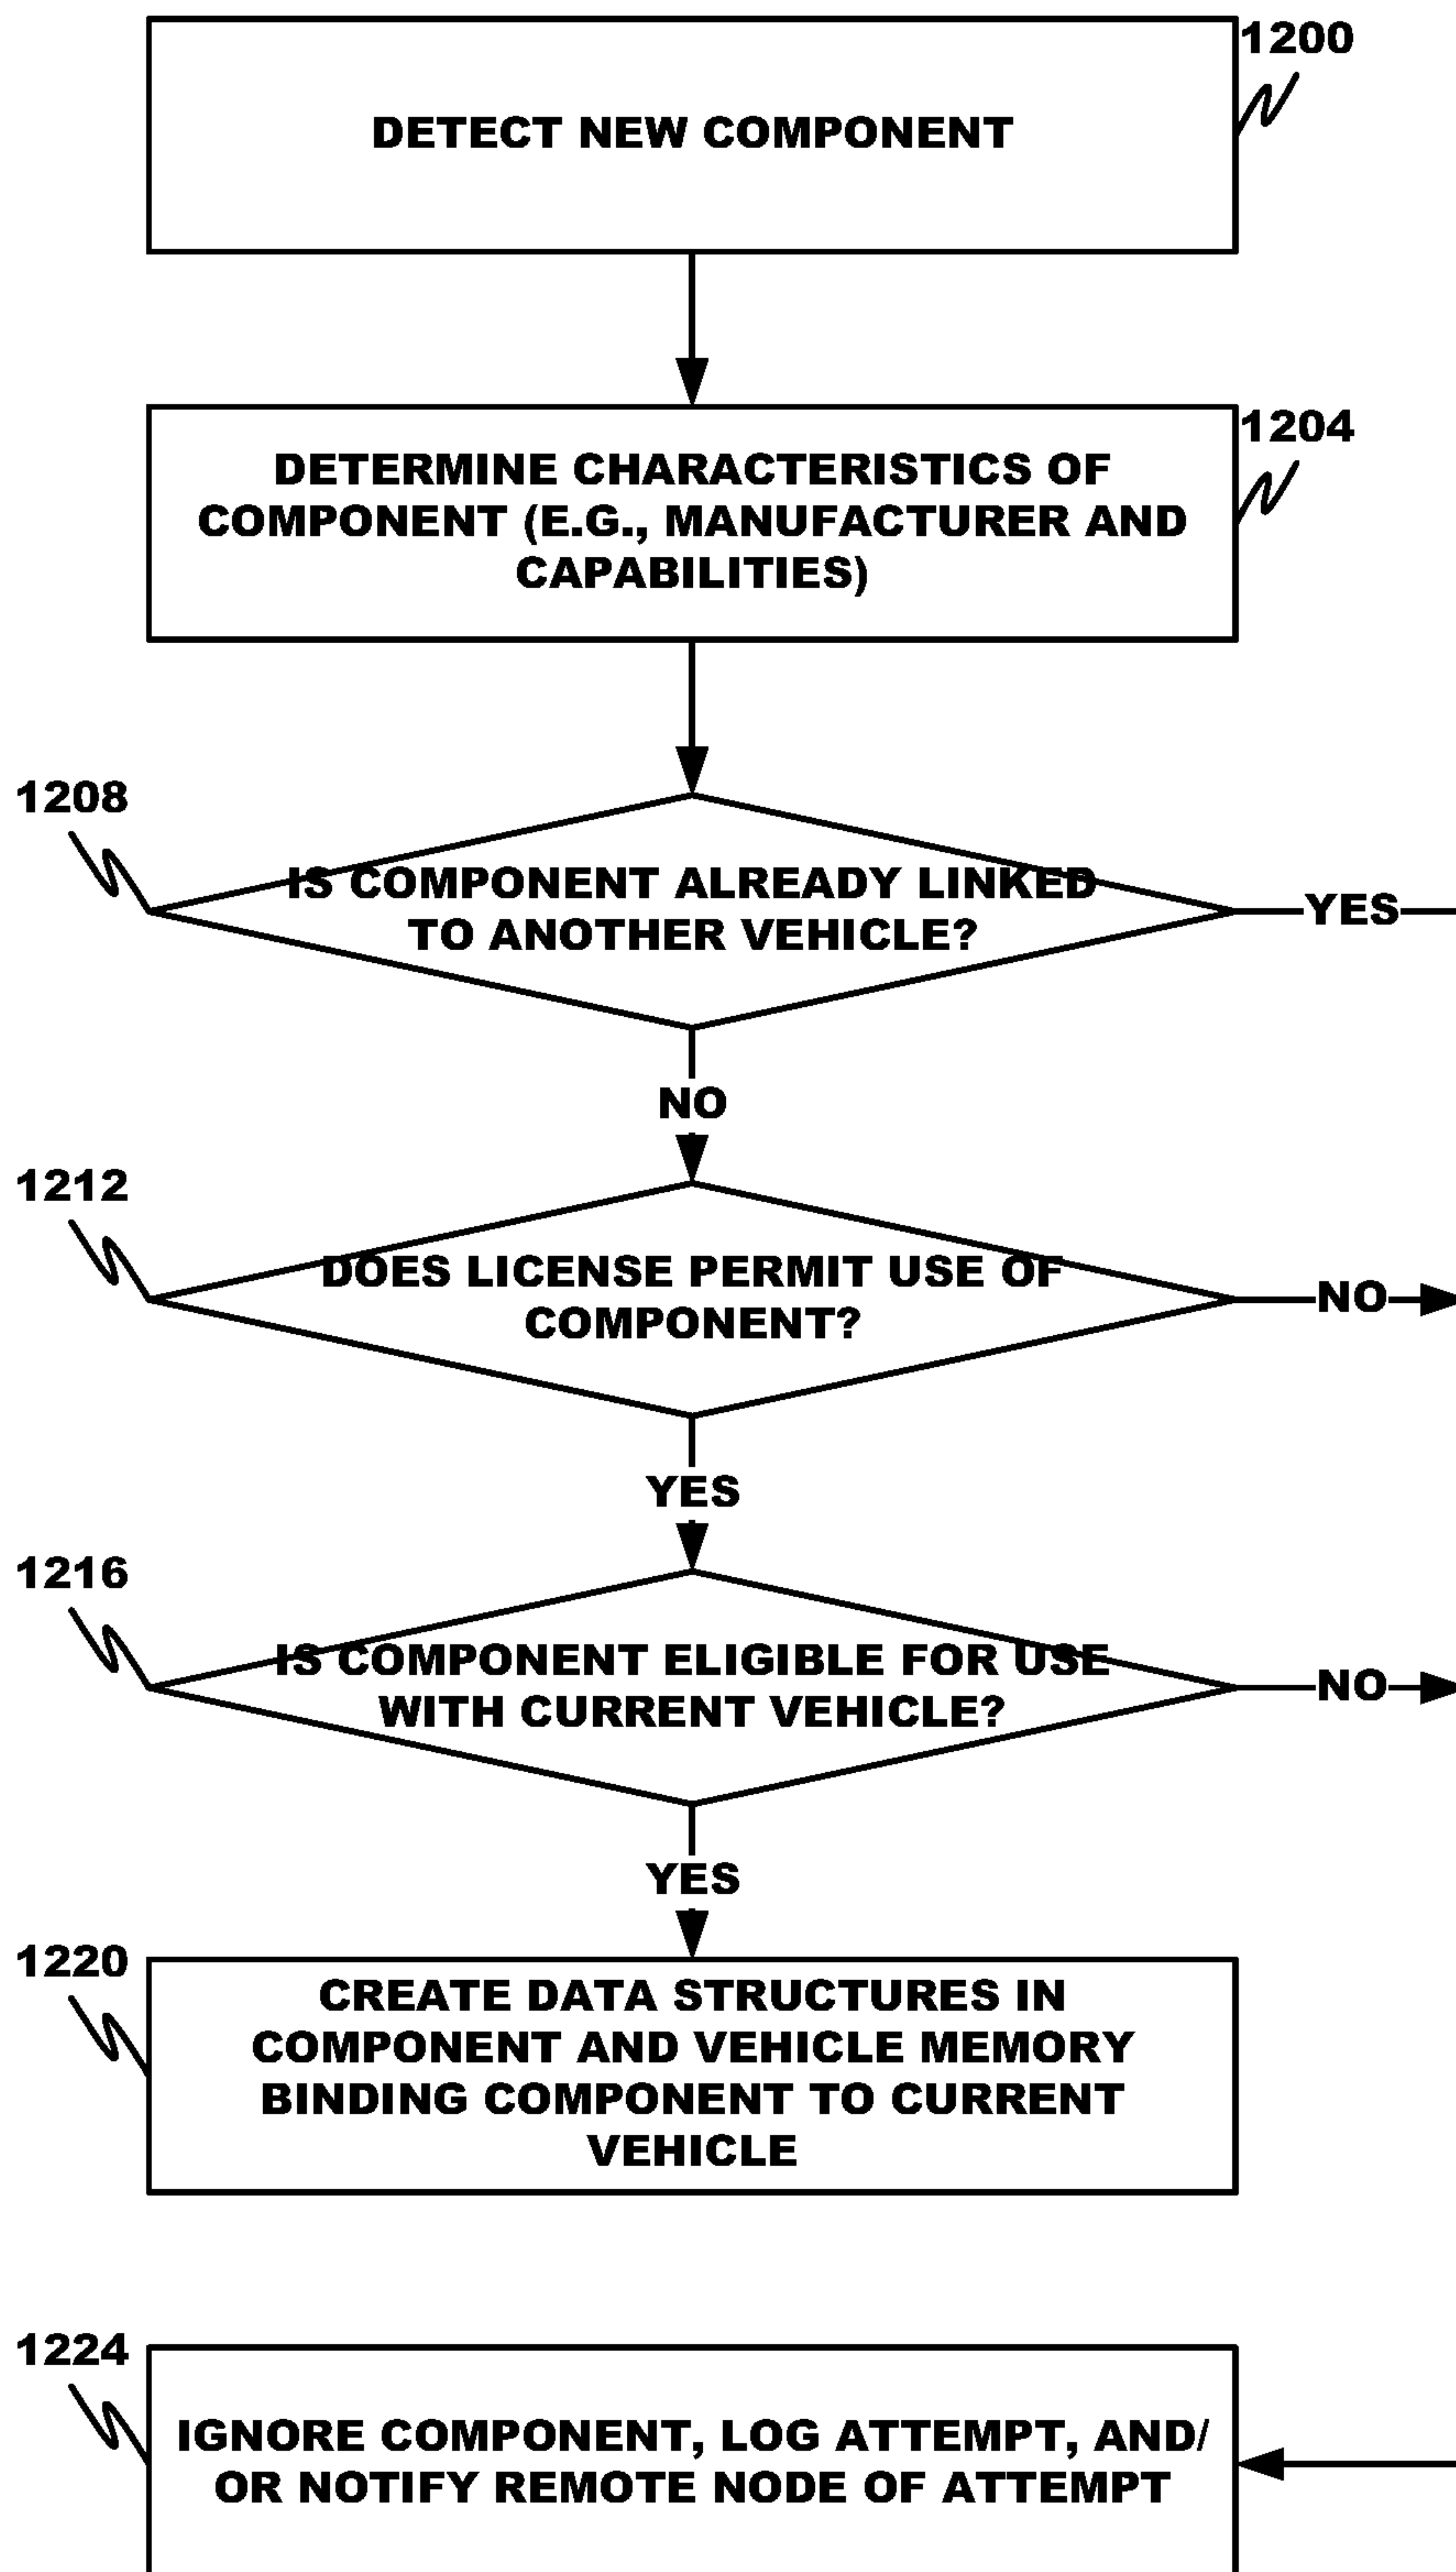 1200
DETECT NEW COMPONENT
1204
DETERMINE CHARACTERISTICS OF
COMPONENT (E.G., MANUFACTURER AND
CAPABILITIES)
1208
IS COMPONENT ALREADY LINKED
TO ANOTHER VEHICLE?
YES
NO
1212
DOES LICENSE PERMIT USE OF
COMPONENT?
NO
YES
1216
IS COMPONENT ELIGIBLE FOR USE
WITH CURRENT VEHICLE?
NO
YES
1220
CREATE DATA STRUCTURES IN
COMPONENT AND VEHICLE MEMORY
BINDING COMPONENT TO CURRENT
VEHICLE
1224
IGNORE COMPONENT, LOG ATTEMPT, AND/
OR NOTIFY REMOTE NODE OF ATTEMPT